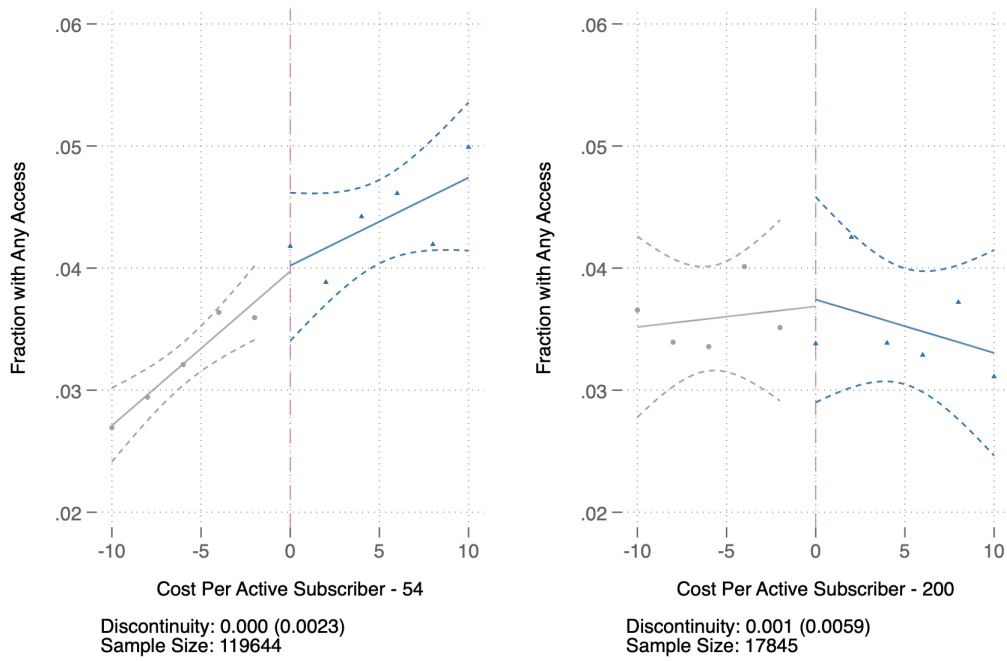 .06
.05
.04
.03
.02
Fraction with Any Access
-10 -5 0 5 10
Cost Per Active Subscriber - 54
Discontinuity: 0.000 (0.0023)
Sample Size: 119644
.06
.05
.04
.03
.02
Fraction with Any Access
-10 -5 0 5 10
Cost Per Active Subscriber - 200
Discontinuity: 0.001 (0.0059)
Sample Size: 17845